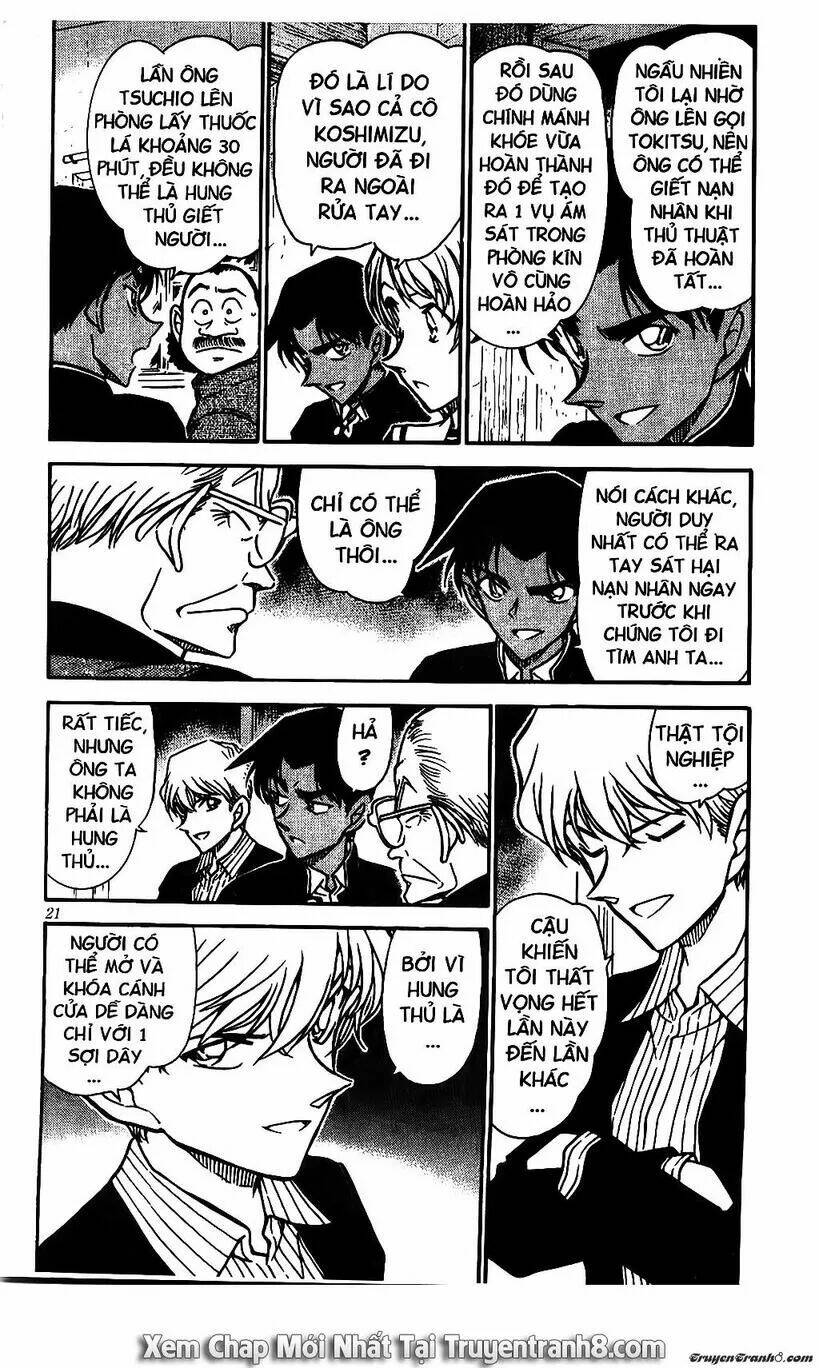 NGẪU NHIÊN
TÔI LẠI NHỜ
ÔNG LÊN GỌI
TOKITSU, NÊN
ÔNG CÓ THỂ
GIẾT NẠN
NHÂN KHI
THỦ THUẬT
ĐÃ HOÀN
TẤT...
RỒI SAU
ĐÓ DÙNG
CHÍNH MÁNH
KHÓE VỪA
HOÀN THÀNH
ĐÓ ĐỂ TẠO
RA 1 VỤ ÁM
SÁT TRONG
PHÒNG KÍN
VÔ CÙNG
HOÀN HẢO
...
ĐÓ LÀ LÍ DO
VÌ SAO CẢ CÔ
KOSHIMIZU,
NGƯỜI ĐÃ ĐI
RA NGOÀI
RỬA TAY...
LẦN ÔNG
TSUCHIO LÊN
PHÒNG LẤY THUỐC
LÁ KHOẢNG 30
PHÚT, ĐỀU KHÔNG
THỂ LÀ HUNG
THỦ GIẾT
NGƯỜI...
NÓI CÁCH KHÁC,
NGƯỜI DUY
NHẤT CÓ THỂ RA
TAY SÁT HẠI
NẠN NHÂN NGAY
TRƯỚC KHI
CHÚNG TÔI ĐI
TÌM ANH TA...
CHỈ CÓ THỂ
LÀ ÔNG
THÔI...
THẬT TỘI
NGHIỆP
...
CẬU
KHIẾN
TÔI THẤT
VỌNG HẾT
LẦN NÀY
ĐẾN LẦN
KHÁC
...
HẢ
?
RẤT TIẾC,
NHƯNG
ÔNG TA
KHÔNG
PHẢI LÀ
HUNG
THỦ...
21
BỞI VÌ
HUNG
THỦ LÀ
...
NGƯỜI CÓ
THỂ MỞ VÀ
KHÓA CÁNH
CỬA DỄ DÀNG
CHỈ VỚI 1
SỢI DÂY
...
Xem Chap Mới Nhất Tại Truyentranh8.com
TruyenTranh8.com